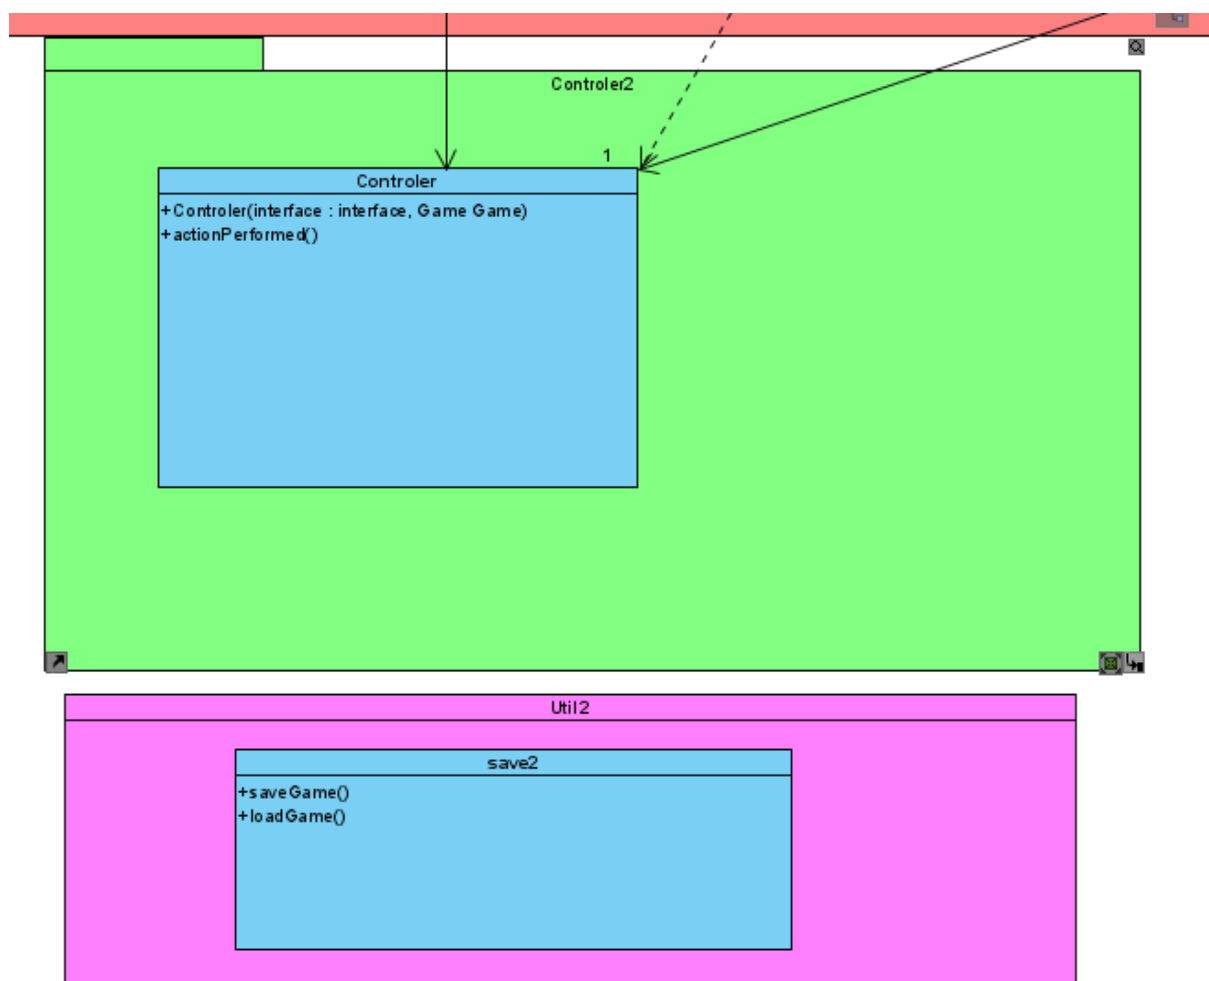 Controler2
1
Controler
+Controler(interface : interface, Game Game)
+actionPerformed()
Util2
save2
+saveGame()
+loadGame()